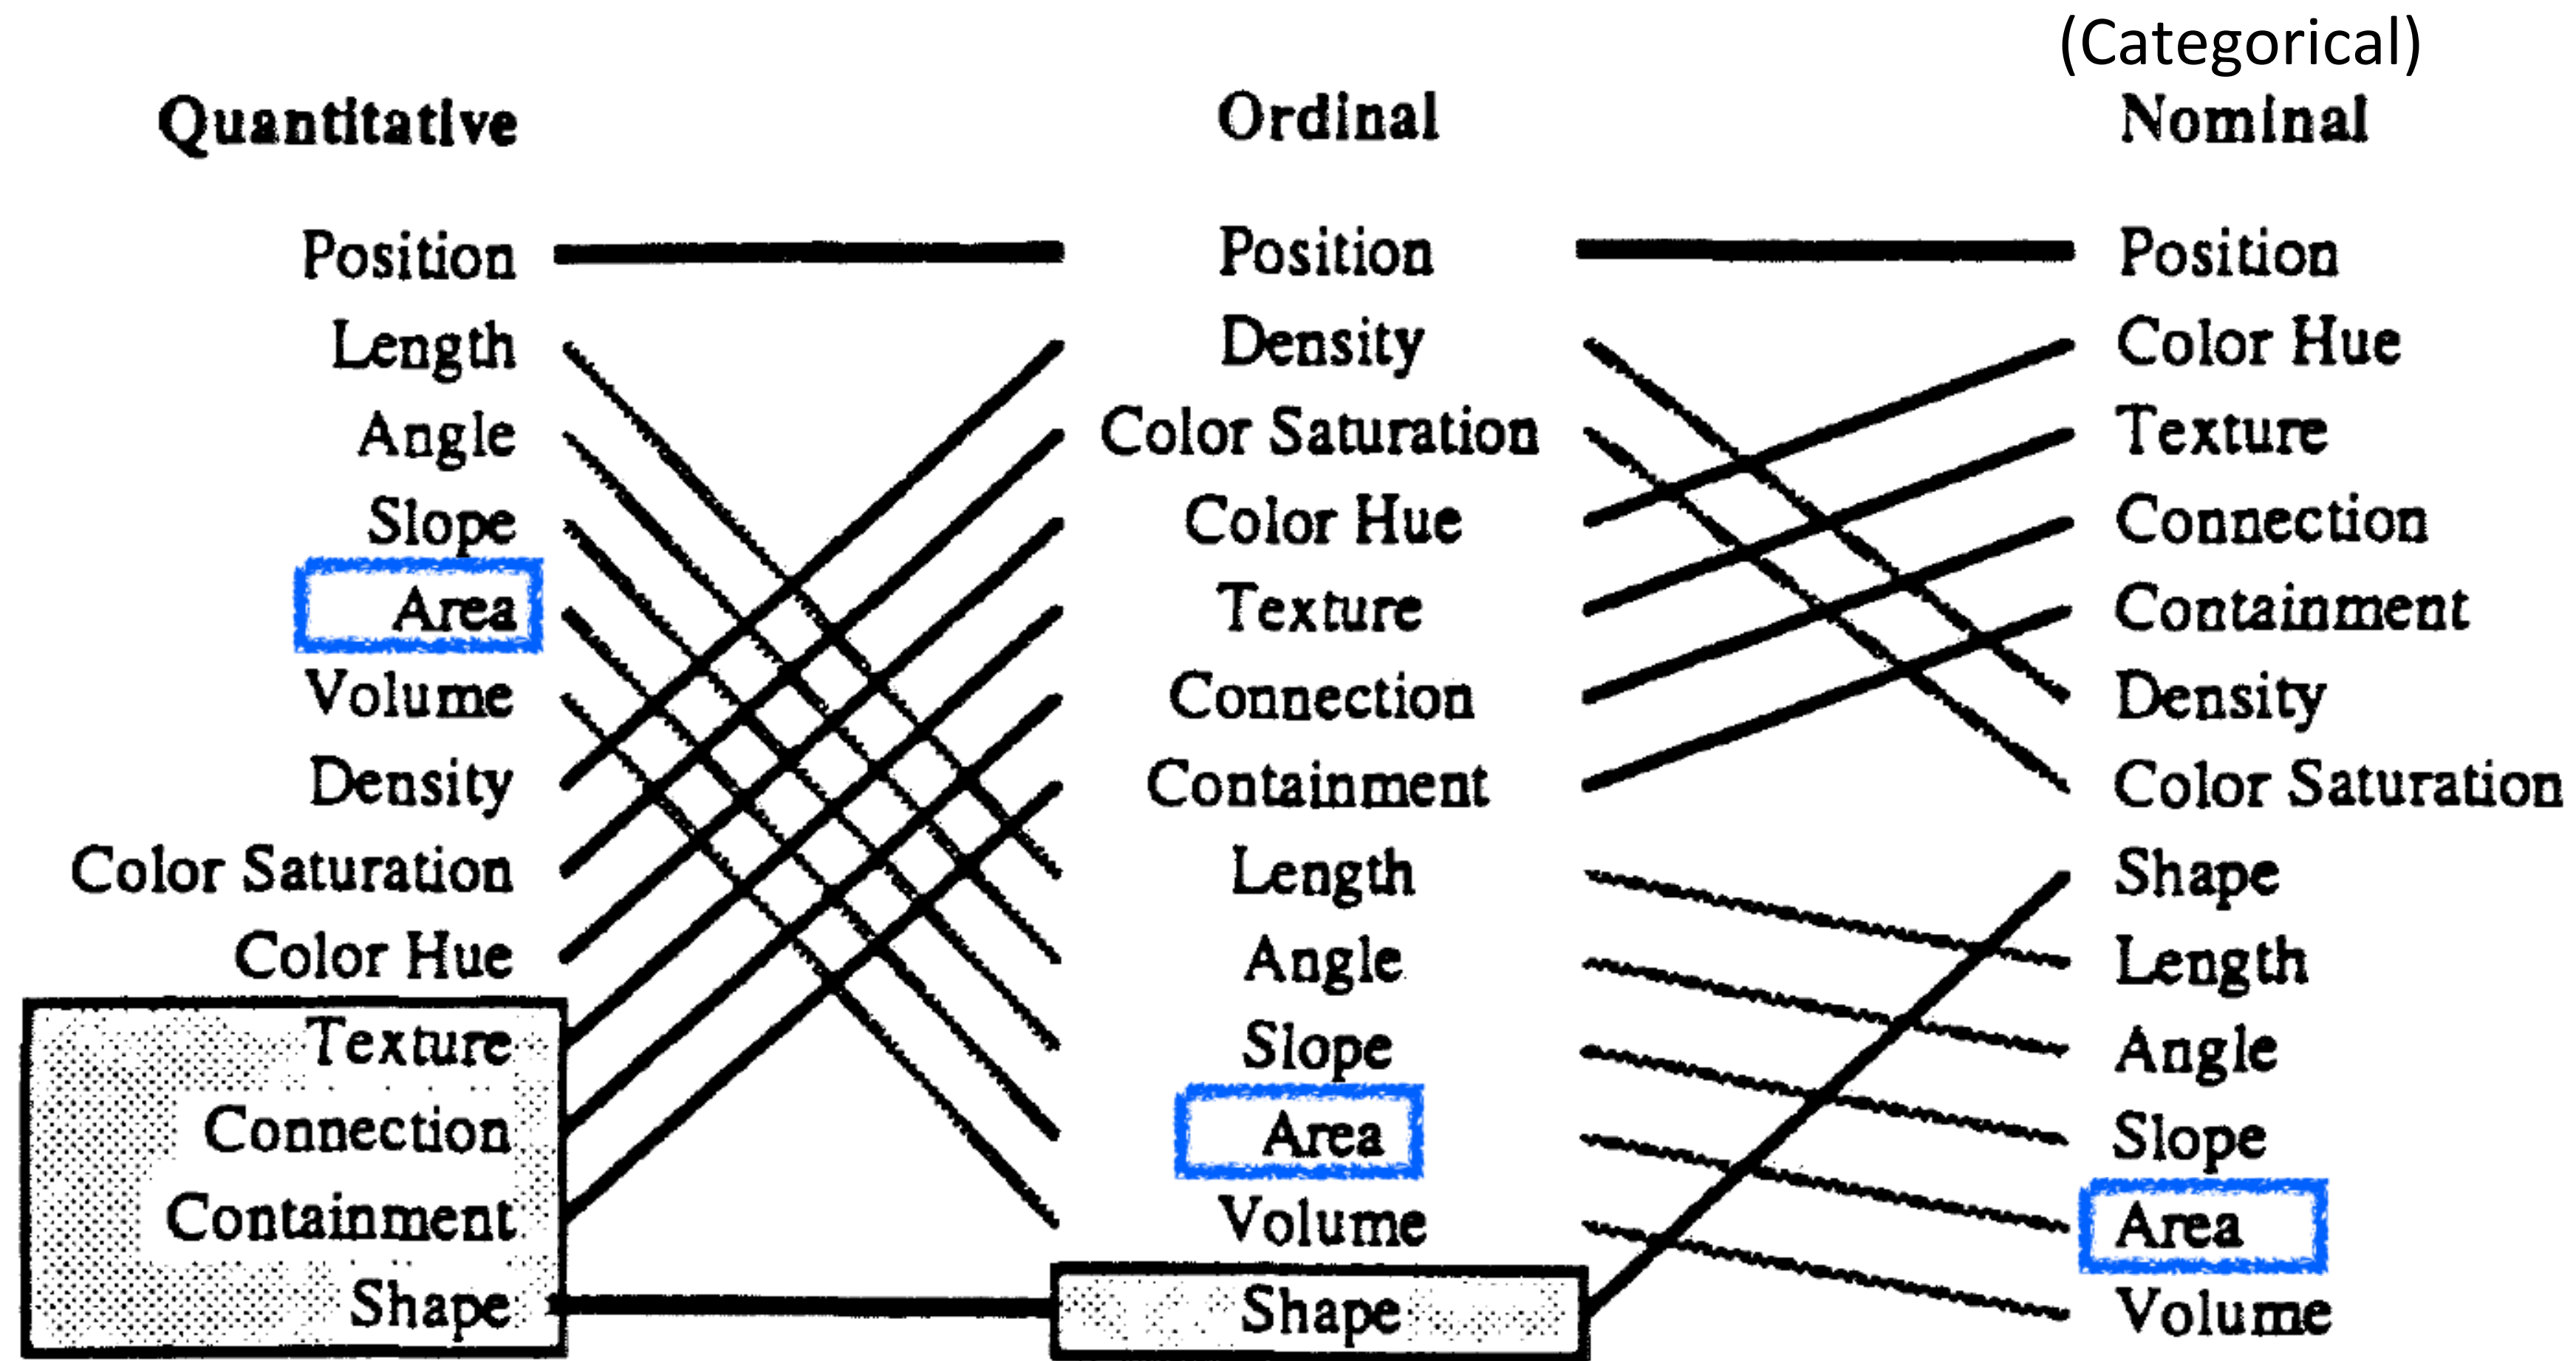 (Categorical)
Quantitative Ordinal Nominal
Position Position Position
Length Density Color Hue
Angle Color Saturation Texture
Slope Color Hue Connection
Area Texture Containment
Volume Connection Density
Density Containment Color Saturation
Color Saturation Length Shape
Color Hue Angle Length
Texture Slope Angle
Connection Area Slope
Containment Volume Area
Shape Shape Volume